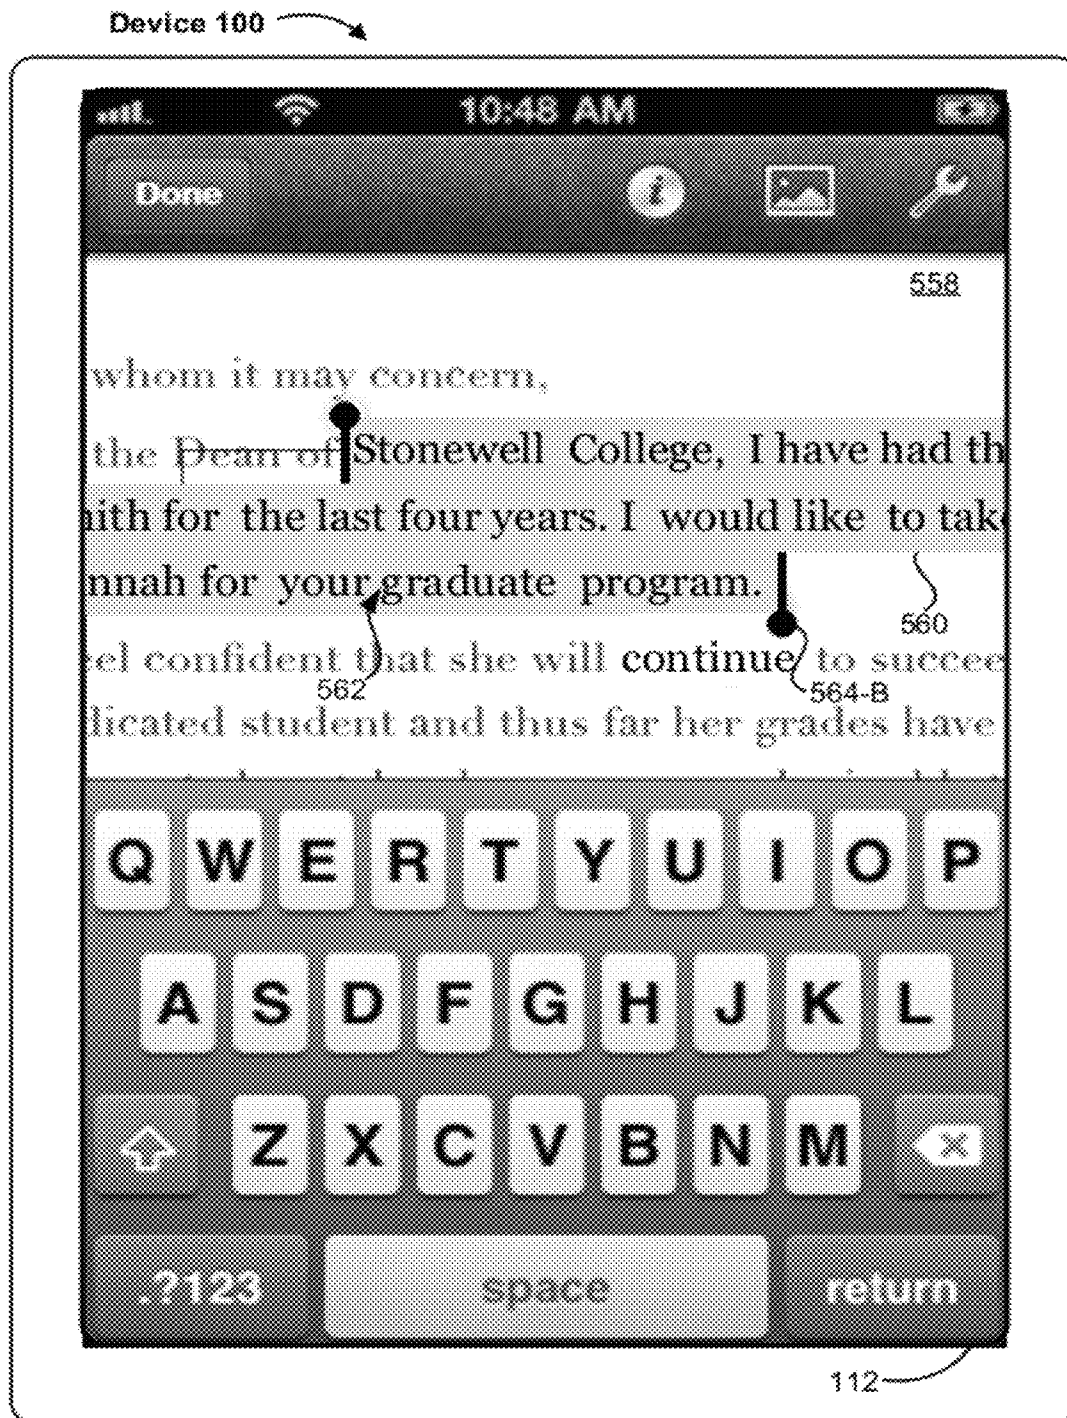 Device 100
10:48 AM
Done
558
whom it may concern,
the Dean of Stonewell College, I have had th
nith for the last four years. I would like to take
nnah for your graduate program.
560
eel confident that she will continue to succee
562
564-B
licated student and thus far her grades have
Q W E R T Y U I O P
A S D F G H J K L
Z X C V B N M
.?123 space return
112